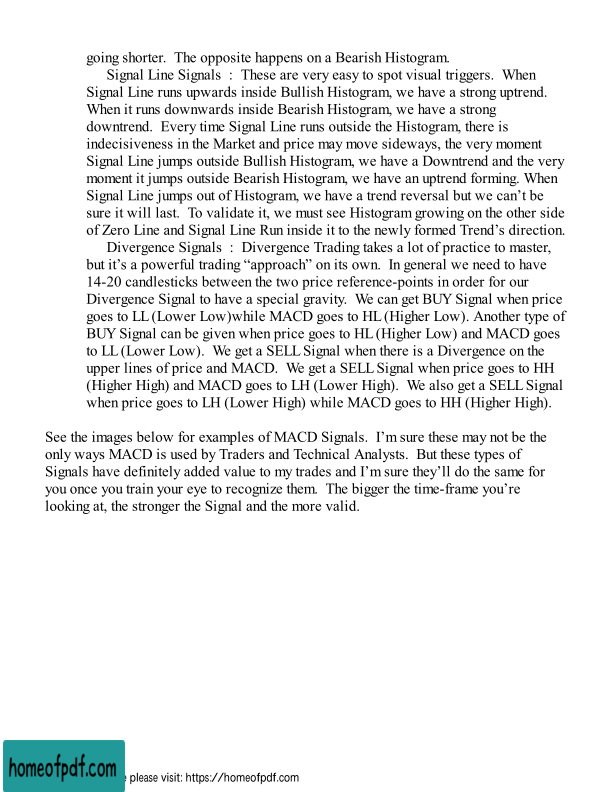 going shorter.  The opposite happens on a Bearish Histogram.
Signal Line Signals  :  These are very easy to spot visual triggers.  When
Signal Line runs upwards inside Bullish Histogram, we have a strong uptrend.
When it runs downwards inside Bearish Histogram, we have a strong
downtrend.  Every time Signal Line runs outside the Histogram, there is
indecisiveness in the Market and price may move sideways, the very moment
Signal Line jumps outside Bullish Histogram, we have a Downtrend and the very
moment it jumps outside Bearish Histogram, we have an uptrend forming. When
Signal Line jumps out of Histogram, we have a trend reversal but we can’t be
sure it will last.  To validate it, we must see Histogram growing on the other side
of Zero Line and Signal Line Run inside it to the newly formed Trend’s direction.
Divergence Signals  :  Divergence Trading takes a lot of practice to master,
but it’s a powerful trading “approach” on its own.  In general we need to have
14-20 candlesticks between the two price reference-points in order for our
Divergence Signal to have a special gravity.  We can get BUY Signal when price
goes to LL (Lower Low)while MACD goes to HL (Higher Low). Another type of
BUY Signal can be given when price goes to HL (Higher Low) and MACD goes
to LL (Lower Low).  We get a SELL Signal when there is a Divergence on the
upper lines of price and MACD.  We get a SELL Signal when price goes to HH
(Higher High) and MACD goes to LH (Lower High).  We also get a SELL Signal
when price goes to LH (Lower High) while MACD goes to HH (Higher High).
See the images below for examples of MACD Signals.  I’m sure these may not be the
only ways MACD is used by Traders and Technical Analysts.  But these types of
Signals have definitely added value to my trades and I’m sure they’ll do the same for
you once you train your eye to recognize them.  The bigger the time-frame you’re
looking at, the stronger the Signal and the more valid.
homeofpdf.com
please visit: https://homeofpdf.com